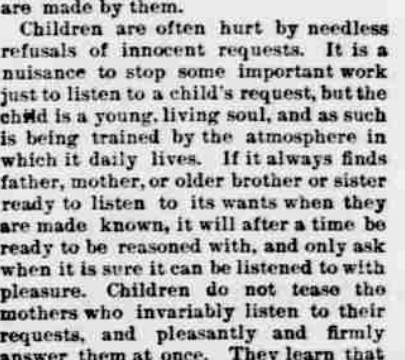 are made by them.
Children are often hurt by needless
refusals of innocent requests. It is a
nuisance to stop some important work
just to listen to a child's request, but the
child is a young, living soul, and as such
is being trained by the atmosphere in
which it daily lives. If it always finds
father, mother, or older brother or sister
ready to listen to its wants when they
are made known, it will after a time be
ready to be reasoned with, and only ask
when it is sure it can be listened to with
pleasure. Children do not tease the
mothers who invariably listen to their
requests, and pleasantly and firmly
answer them at once. They learn that